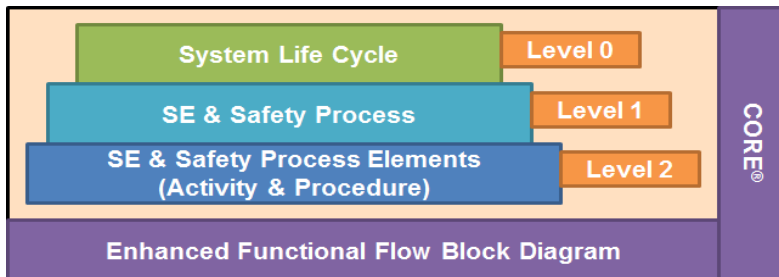 System Life Cycle
Level 0
SE & Safety Process
Level 1
SE & Safety Process Elements
(Activity & Procedure)
Level 2
Enhanced Functional Flow Block Diagram
CORE®